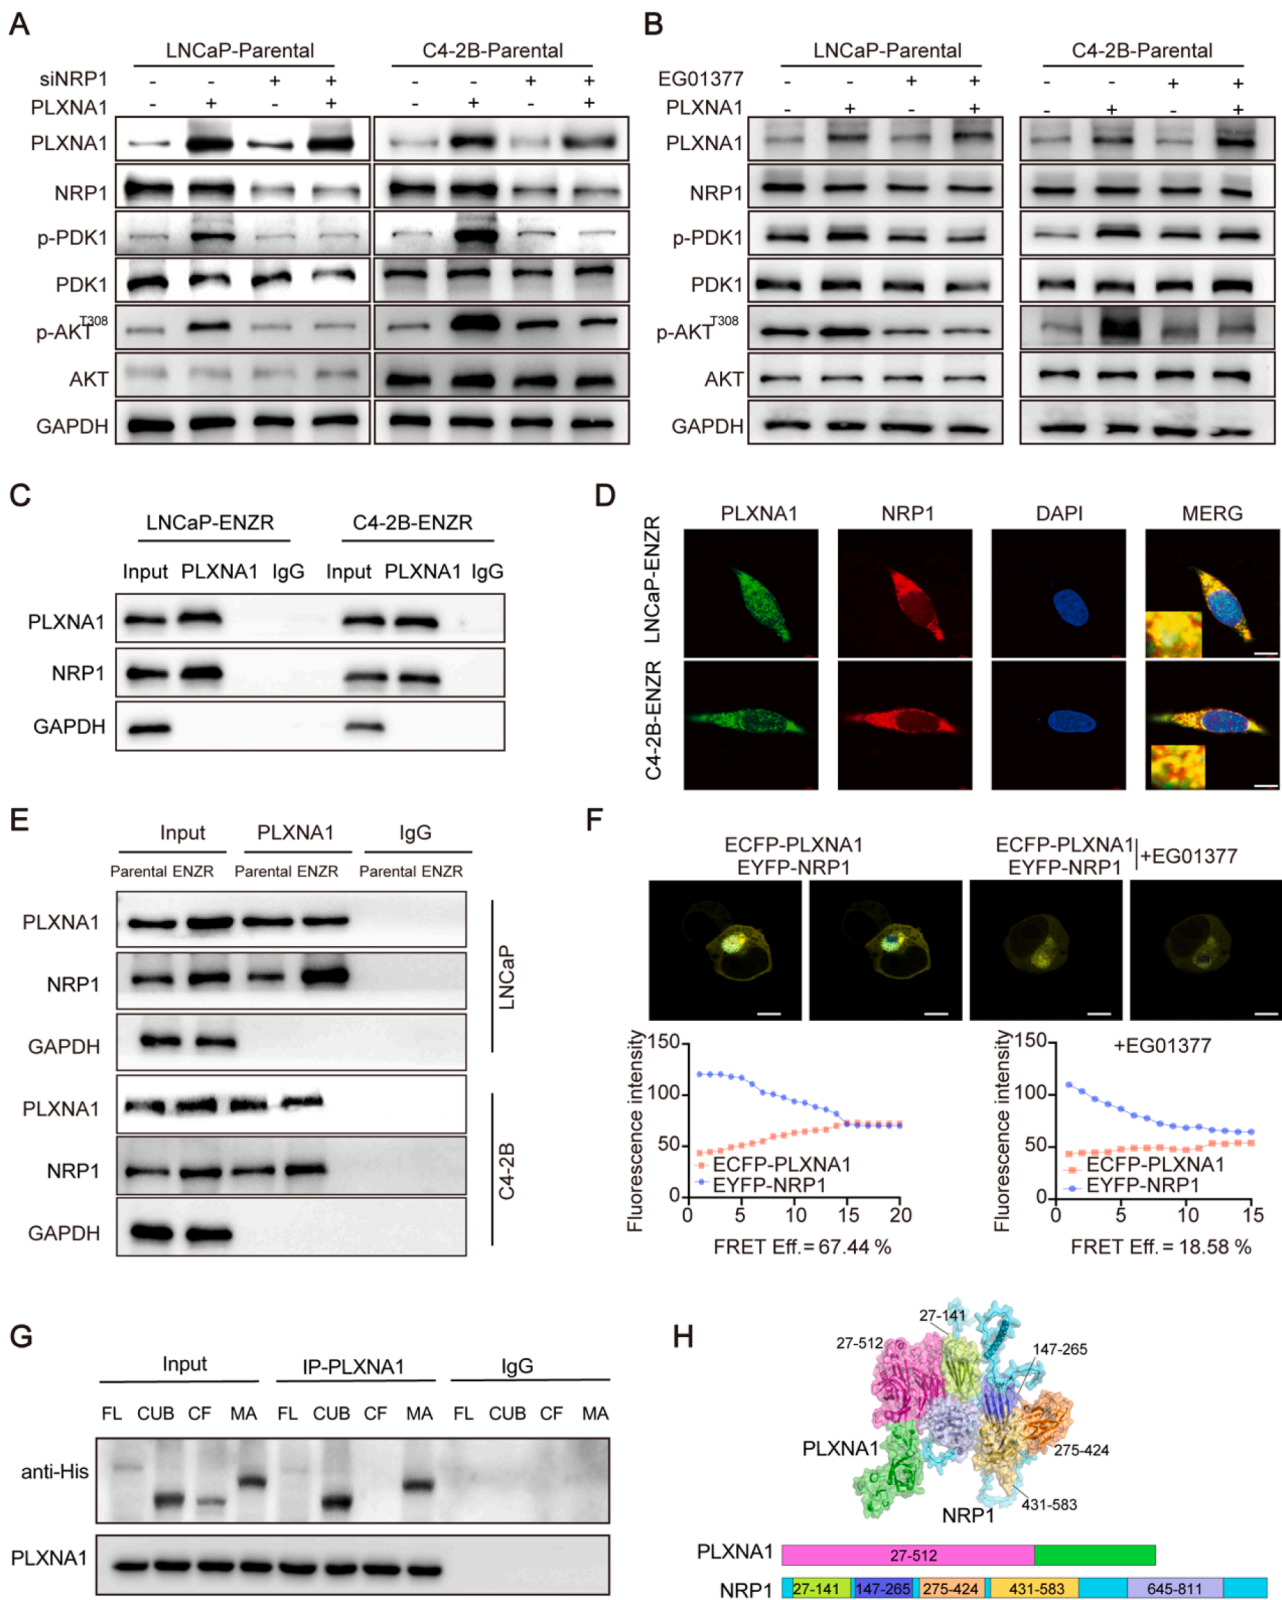 A
LNCaP-Parental C4-2B-Parental
siNRP1 - - + + - - + +
PLXNA1 - + - + - + - +
PLXNA1
NRP1
p-PDK1
PDK1
p-AKT T308
AKT
GAPDH
B
LNCaP-Parental C4-2B-Parental
EG01377 - - + + - - + +
PLXNA1 - + - + - + - +
PLXNA1
NRP1
p-PDK1
PDK1
p-AKT T308
AKT
GAPDH
C
LNCaP-ENZR C4-2B-ENZR
Input PLXNA1 IgG Input PLXNA1 IgG
PLXNA1
NRP1
GAPDH
D
PLXNA1 NRP1 DAPI MERG
LNCaP-ENZR
C4-2B-ENZR
E
Input PLXNA1 IgG
Parental ENZR Parental ENZR Parental ENZR
PLXNA1
NRP1
GAPDH
LNCaP
PLXNA1
NRP1
GAPDH
C4-2B
F
ECFP-PLXNA1
EYFP-NRP1
ECFP-PLXNA1
EYFP-NRP1
+EG01377
Fluorescence intensity
150
100
50
0
ECFP-PLXNA1
EYFP-NRP1
0 5 10 15 20
FRET Eff. = 67.44 %
+EG01377
Fluorescence intensity
150
100
50
0
ECFP-PLXNA1
EYFP-NRP1
0 5 10 15
FRET Eff. = 18.58 %
G
Input IP-PLXNA1 IgG
FL CUB CF MA FL CUB CF MA FL CUB CF MA
anti-His
PLXNA1
H
27-141
27-512
147-265
PLXNA1
275-424
431-583
NRP1
PLXNA1 27-512
NRP1 27-141 147-265 275-424 431-583 645-811